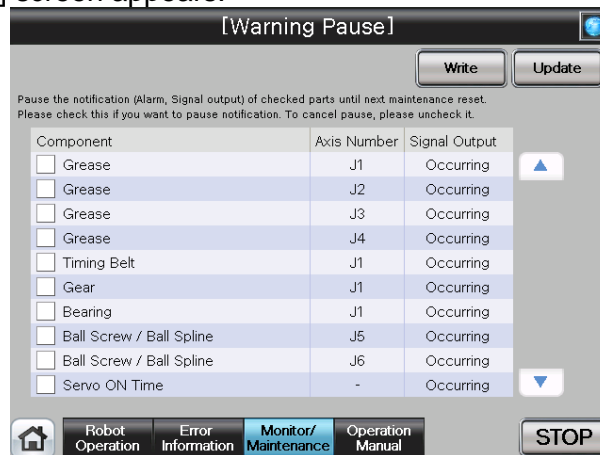 ] screen appears.
[Warning Pause]
Write Update
Pause the notification (Alarm, Signal output) of checked parts until next maintenance reset.
Please check this if you want to pause notification. To cancel pause, please uncheck it.
Component Axis Number Signal Output
Grease J1 Occurring
Grease J2 Occurring
Grease J3 Occurring
Grease J4 Occurring
Timing Belt J1 Occurring
Gear J1 Occurring
Bearing J1 Occurring
Ball Screw / Ball Spline J5 Occurring
Ball Screw / Ball Spline J6 Occurring
Servo ON Time - Occurring
Robot Operation Error Information Monitor/ Maintenance Operation Manual STOP